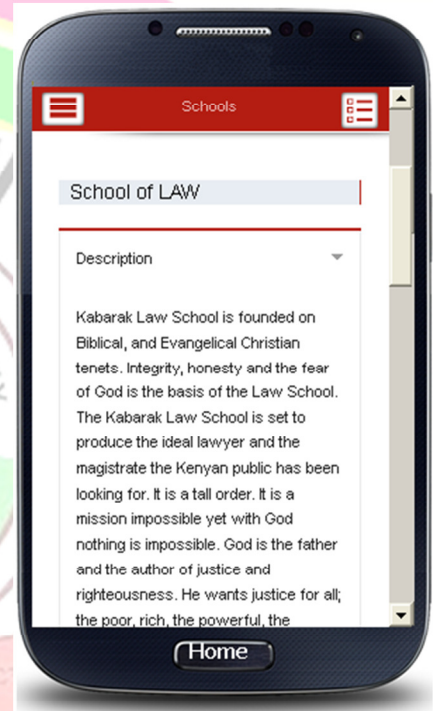 Schools
School of LAW
Description
Kabarak Law School is founded on
Biblical, and Evangelical Christian
tenets. Integrity, honesty and the fear
of God is the basis of the Law School.
The Kabarak Law School is set to
produce the ideal lawyer and the
magistrate the Kenyan public has been
looking for. It is a tall order. It is a
mission impossible yet with God
nothing is impossible. God is the father
and the author of justice and
righteousness. He wants justice for all;
the poor, rich, the powerful, the
Home